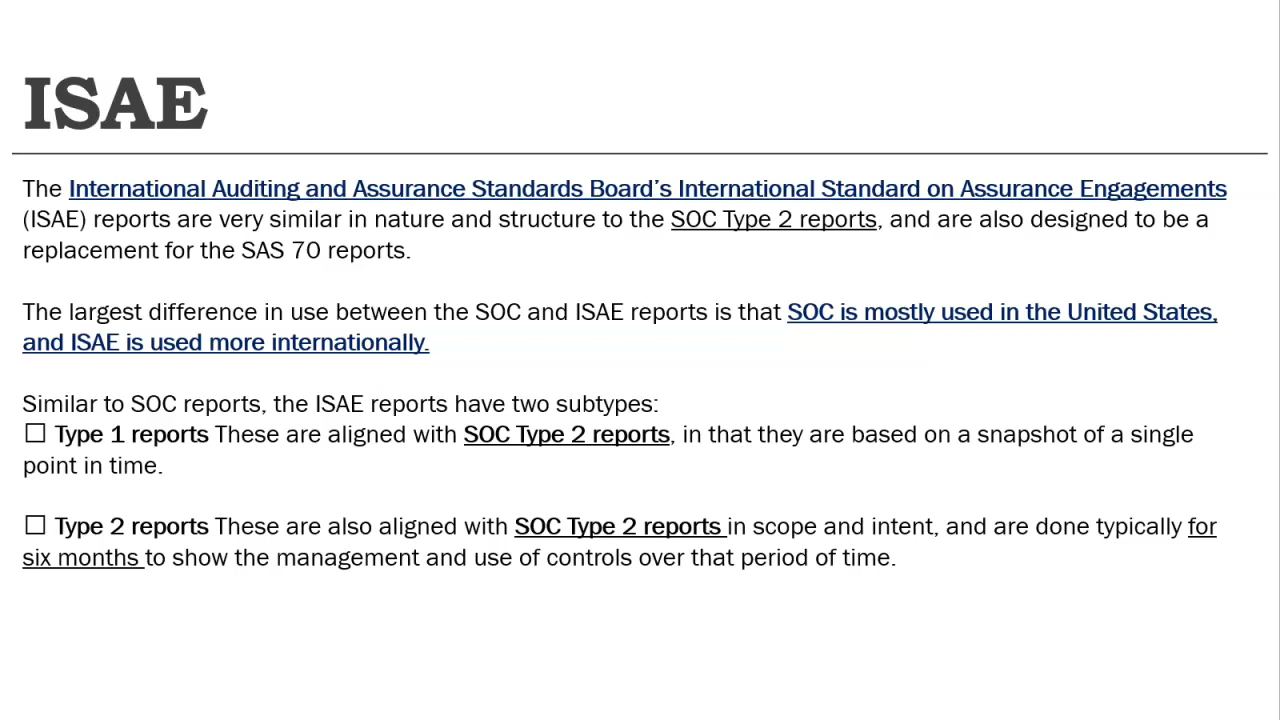 ISAE
The International Auditing and Assurance Standards Board’s International Standard on Assurance Engagements
(ISAE) reports are very similar in nature and structure to the SOC Type 2 reports, and are also designed to be a
replacement for the SAS 70 reports.
The largest difference in use between the SOC and ISAE reports is that SOC is mostly used in the United States,
and ISAE is used more internationally.
Similar to SOC reports, the ISAE reports have two subtypes:
☐ Type 1 reports These are aligned with SOC Type 2 reports, in that they are based on a snapshot of a single
point in time.
☐ Type 2 reports These are also aligned with SOC Type 2 reports in scope and intent, and are done typically for
six months to show the management and use of controls over that period of time.